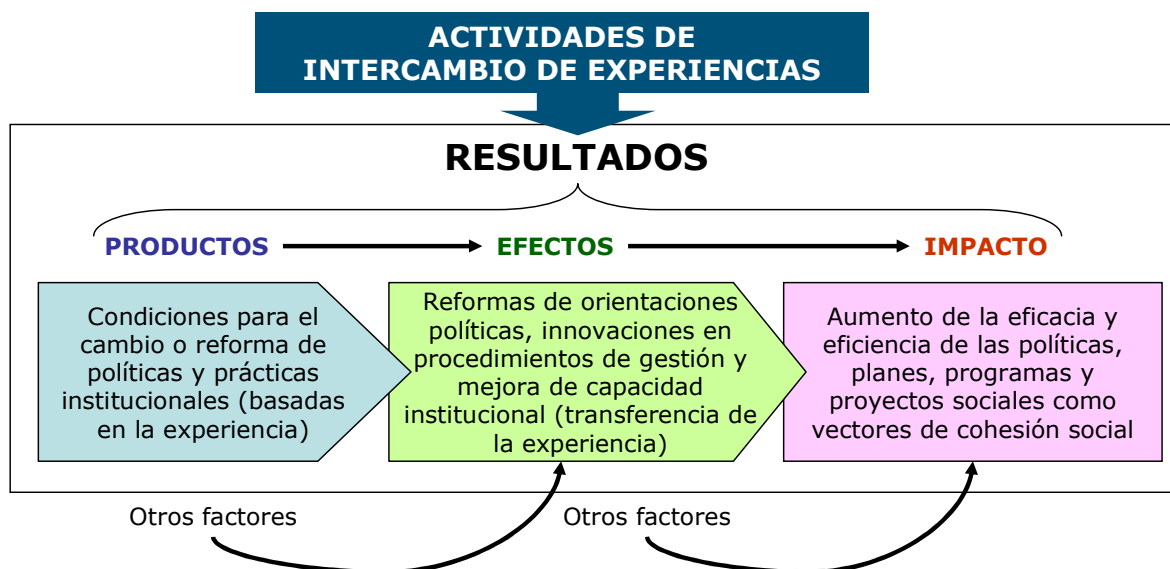 ACTIVIDADES DE
INTERCAMBIO DE EXPERIENCIAS
RESULTADOS
PRODUCTOS
EFECTOS
IMPACTO
Condiciones para el
cambio o reforma de
políticas y prácticas
institucionales (basadas
en la experiencia)
Reformas de orientaciones
políticas, innovaciones en
procedimientos de gestión y
mejora de capacidad
institucional (transferencia de
la experiencia)
Aumento de la eficacia y
eficiencia de las políticas,
planes, programas y
proyectos sociales como
vectores de cohesión social
Otros factores
Otros factores